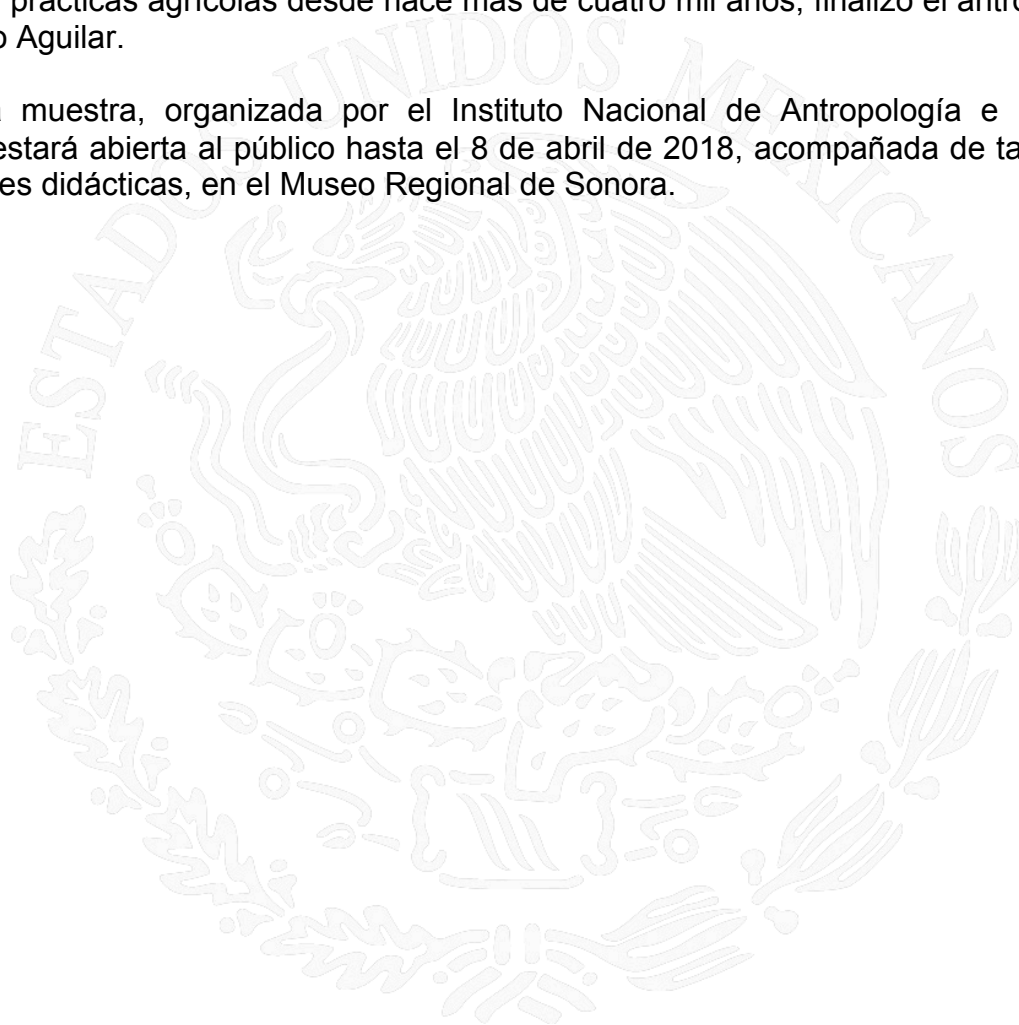 prácticas agrícolas desde hace más de cuatro mil años, finalizó el
Aguilar.
muestra, organizada por el Instituto Nacional de Antropología e
estará abierta al público hasta el 8 de abril de 2018, acompañada de
didácticas, en el Museo Regional de Sonora.
ESTADOS UNIDOS MEXICANOS